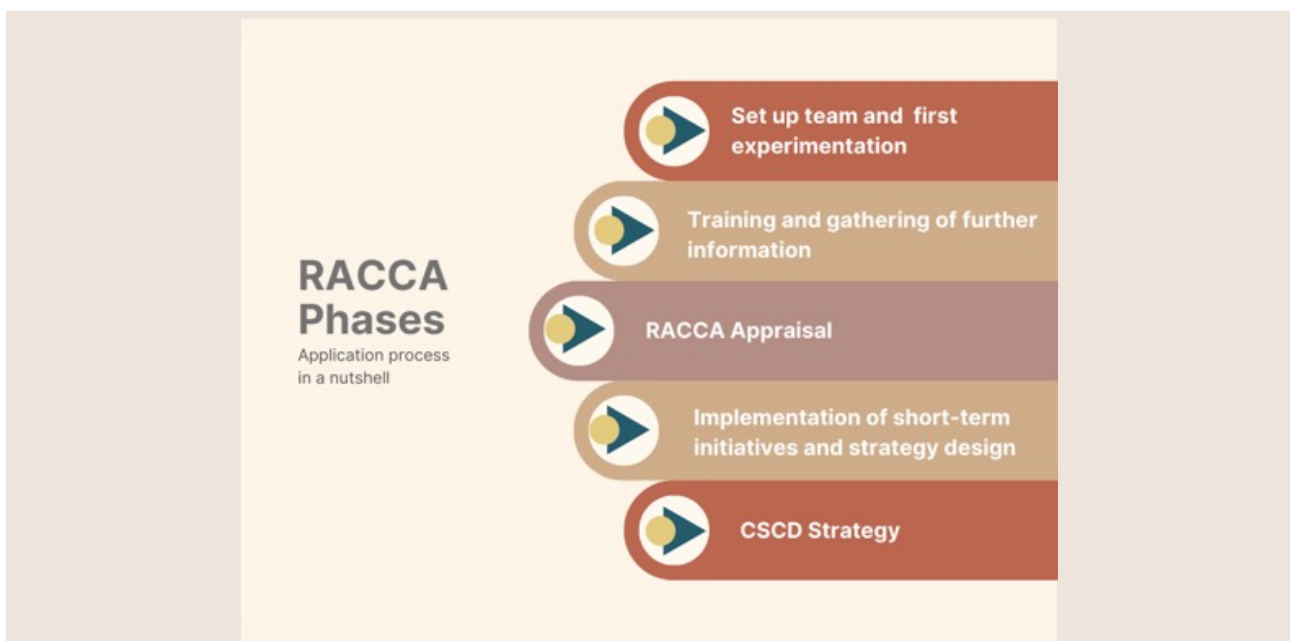 RACCA
Phases
Application process
in a nutshell
Set up team and first
experimentation
Training and gathering of further
information
RACCA Appraisal
Implementation of short-term
initiatives and strategy design
CSCD Strategy